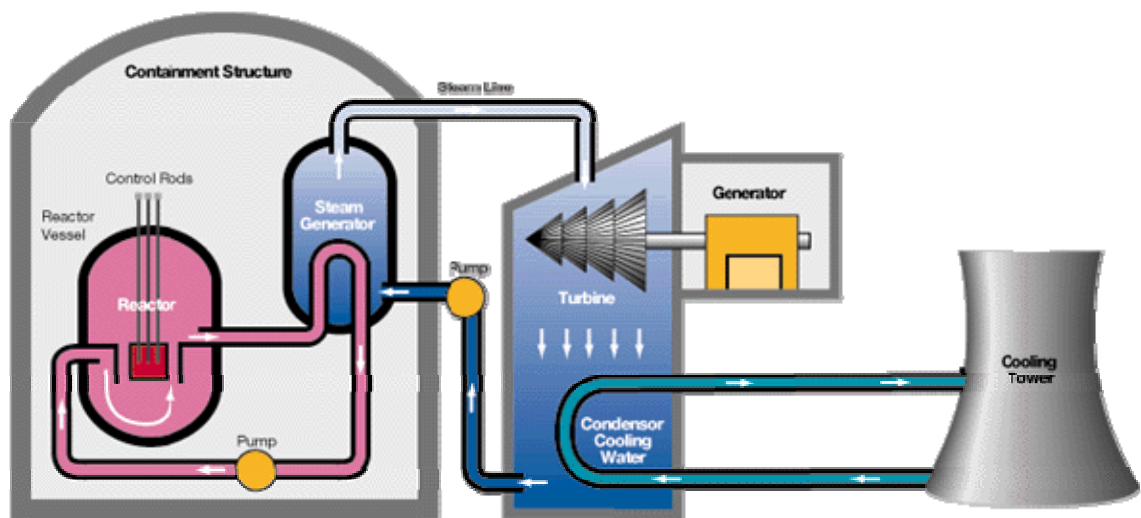 Containment Structure
Steam Line
Control Rods
Reactor
Vessel
Steam
Generator
Generator
Pump
Reactor
Turbine
Cooling
Tower
Condensor
Cooling
Water
Pump